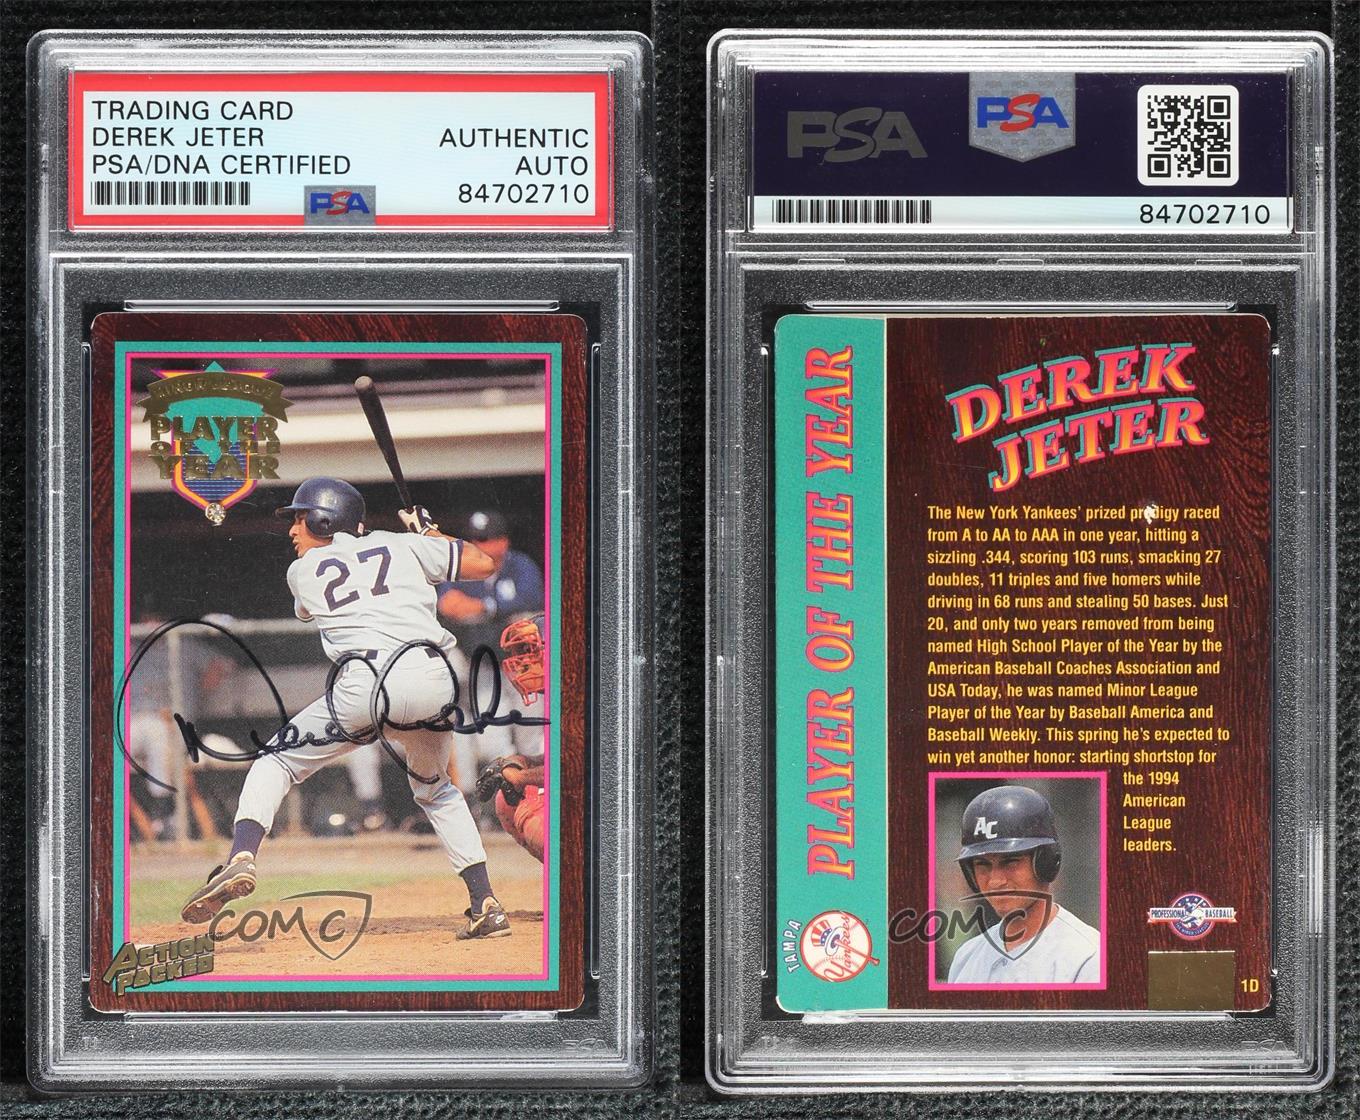 TRADING CARD
DEREK JETER
PSA/DNA CERTIFIED
AUTHENTIC
AUTO
84702710
PSA
MINOR LEAGUE
PLAYER
OF THE
YEAR
27
Derek Jeter
ACTION
PACKED
COMC
PSA
PSA
84702710
PLAYER OF THE YEAR
DEREK
JETER
The New York Yankees' prized prodigy raced
from A to AA to AAA in one year, hitting a
sizzling .344, scoring 103 runs, smacking 27
doubles, 11 triples and five homers while
driving in 68 runs and stealing 50 bases. Just
20, and only two years removed from being
named High School Player of the Year by the
American Baseball Coaches Association and
USA Today, he was named Minor League
Player of the Year by Baseball America and
Baseball Weekly. This spring he's expected to
win yet another honor: starting shortstop for
the 1994
American
League
leaders.
AC
TAMPA
Yankees
PROFESSIONAL BASEBALL
COMC
1D